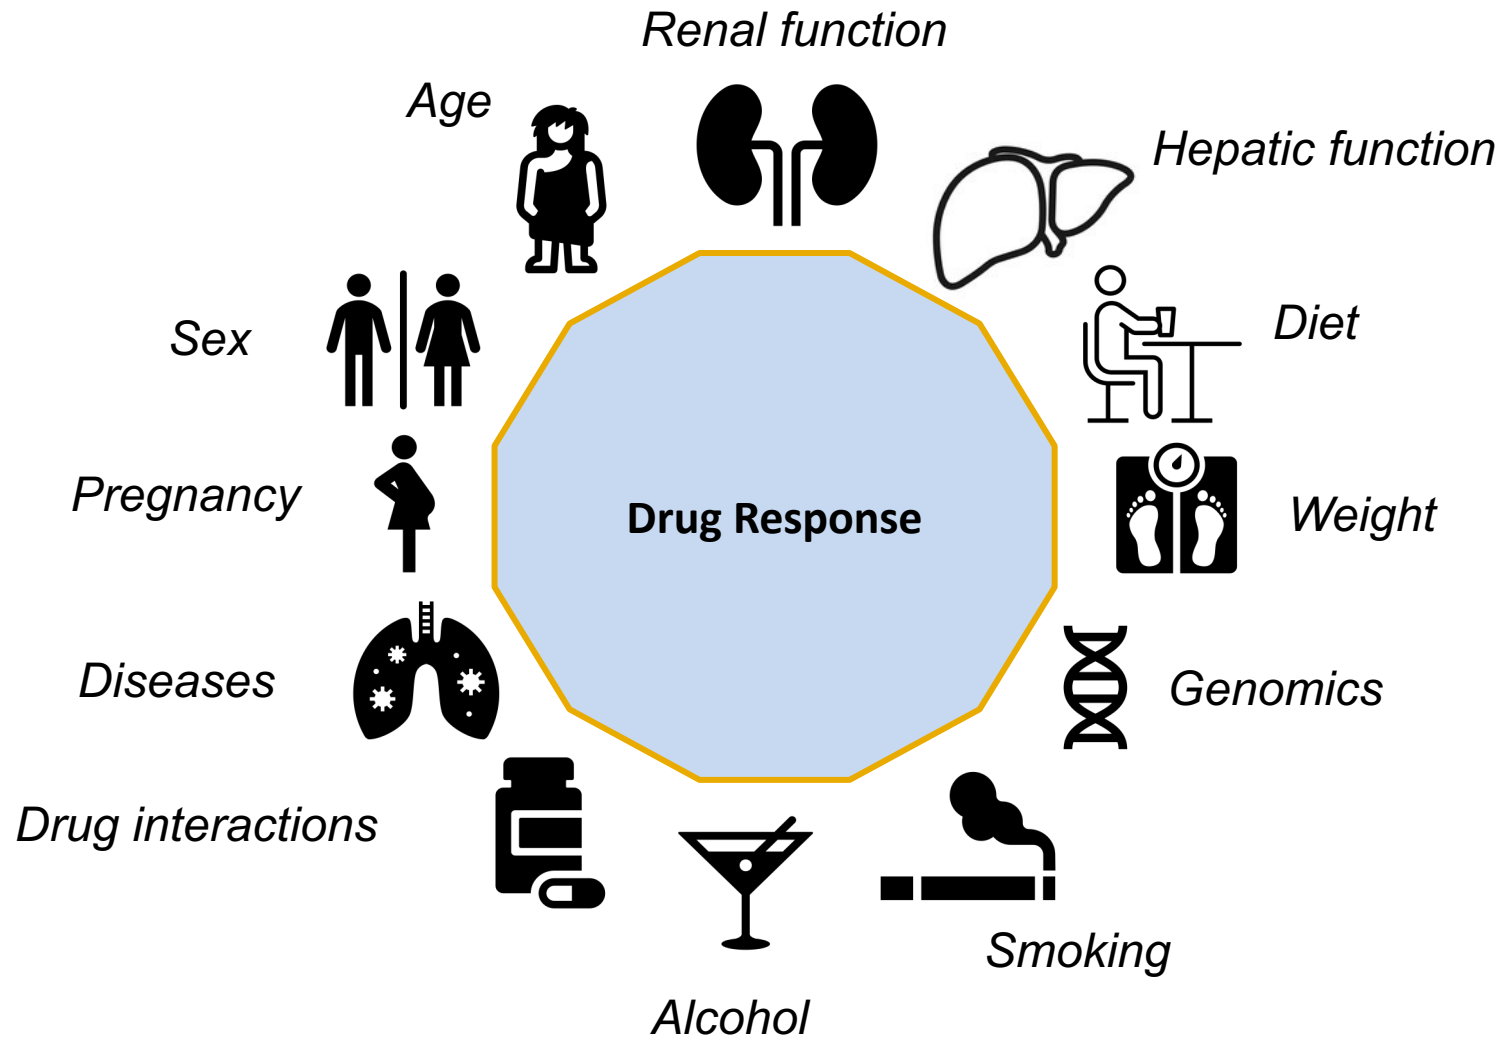 Renal function
Age
Hepatic function
Sex
Diet
Pregnancy
Drug Response
Weight
Diseases
Genomics
Drug interactions
Smoking
Alcohol